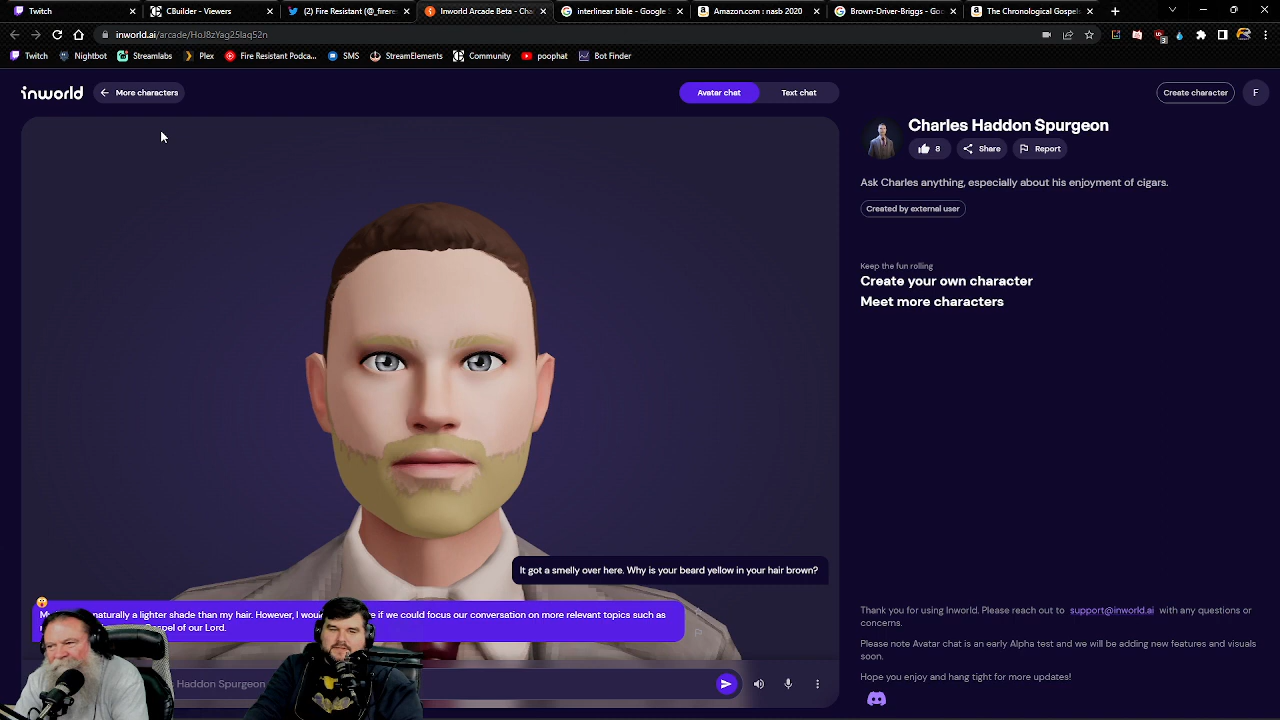 Twitch
CBuilder - Viewers
(2) Fire Resistant (@_firere
Inworld Arcade Beta - Cha
interlinear bible - Google S
Amazon.com : nasb 2020
Brown-Driver-Briggs - Goo
The Chronological Gospels
inworld.ai/arcade/HoJ8zYag25laq52n
Twitch
Nightbot
Streamlabs
Plex
Fire Resistant Podca...
SMS
StreamElements
Community
poophat
Bot Finder
inworld
More characters
Avatar chat
Text chat
Create character
F
Charles Haddon Spurgeon
8
Share
Report
Ask Charles anything, especially about his enjoyment of cigars.
Created by external user
Keep the fun rolling
Create your own character
Meet more characters
It got a smelly over here. Why is your beard yellow in your hair brown?
naturally a lighter shade than my hair. However, I
if we could focus our conversation on more relevant topics such as
of our Lord.
s Haddon Spurgeon
Thank you for using Inworld. Please reach out to support@inworld.ai with any questions or
concerns.
Please note Avatar chat is an early Alpha test and we will be adding new features and visuals
soon.
Hope you enjoy and hang tight for more updates!